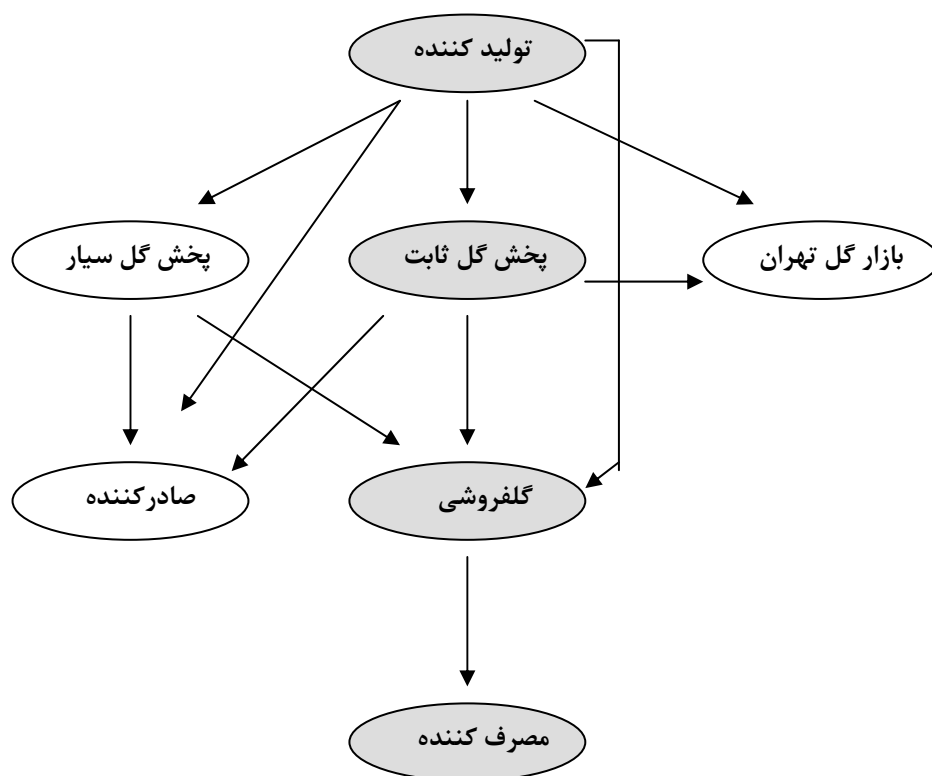 تولید کننده
پخش گل سیار
پخش گل ثابت
بازار گل تهران
صادرکننده
گلفروشی
مصرف کننده